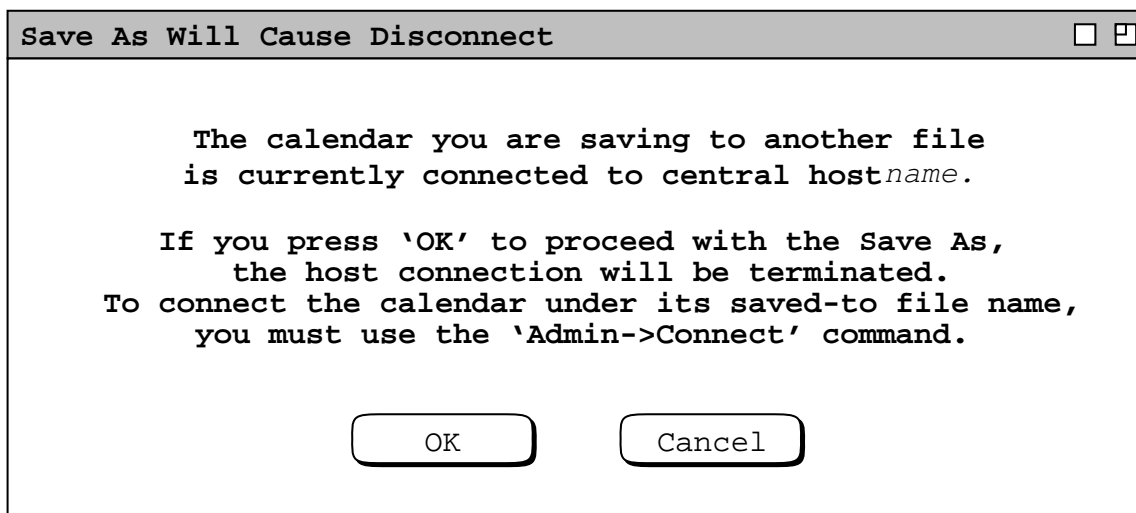 Save As Will Cause Disconnect
The calendar you are saving to another file
is currently connected to central host name.
If you press ‘OK’ to proceed with the Save As,
the host connection will be terminated.
To connect the calendar under its saved-to file name,
you must use the ‘Admin->Connect’ command.
OK Cancel